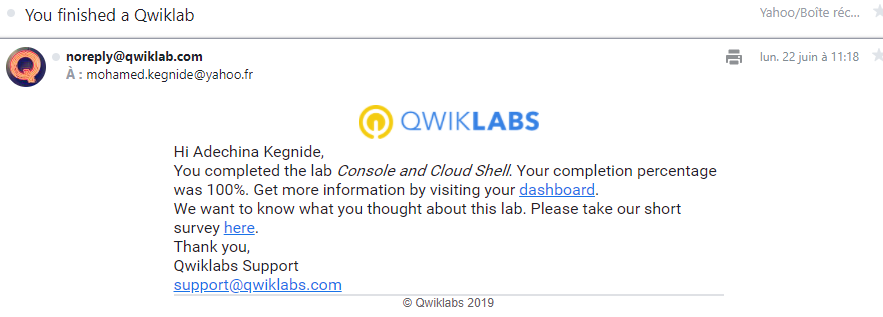 You finished a Qwiklab
Yahoo/Boîte réc...
noreply@qwiklab.com
lun. 22 juin à 11:18
À : mohamed.kegnide@yahoo.fr
QWIKLABS
Hi Adechina Kegnide,
You completed the lab Console and Cloud Shell. Your completion percentage
was 100%. Get more information by visiting your dashboard.
We want to know what you thought about this lab. Please take our short
survey here.
Thank you,
Qwiklabs Support
support@qwiklabs.com
© Qwiklabs 2019